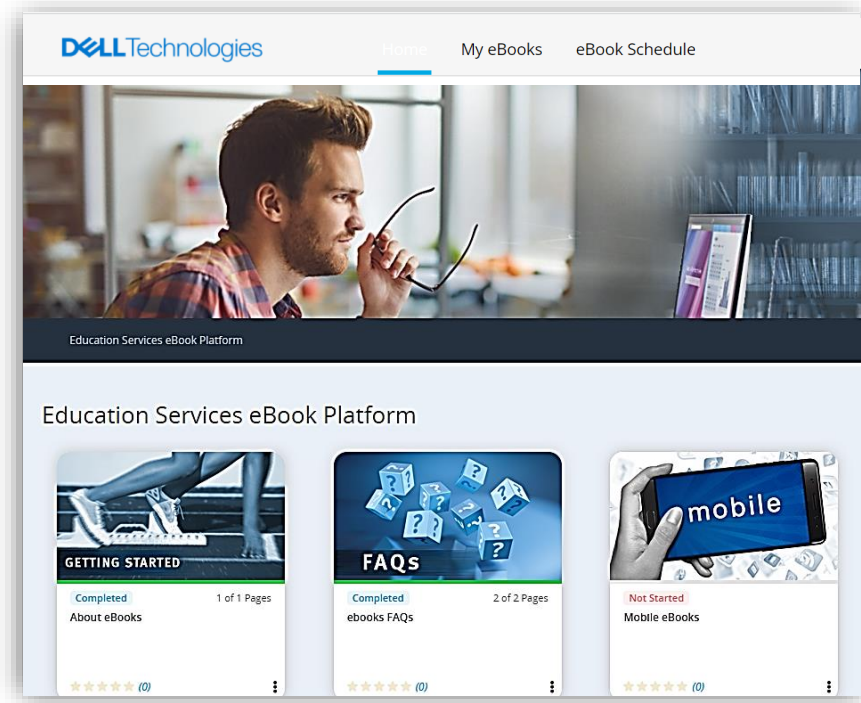 DELLTechnologies
Home My eBooks eBook Schedule
Education Services eBook Platform
Education Services eBook Platform
GETTING STARTED
FAQs
mobile
Completed 1 of 1 Pages
Completed 2 of 2 Pages
Not Started
About eBooks
ebooks FAQs
Mobile eBooks
(0)
(0)
(0)